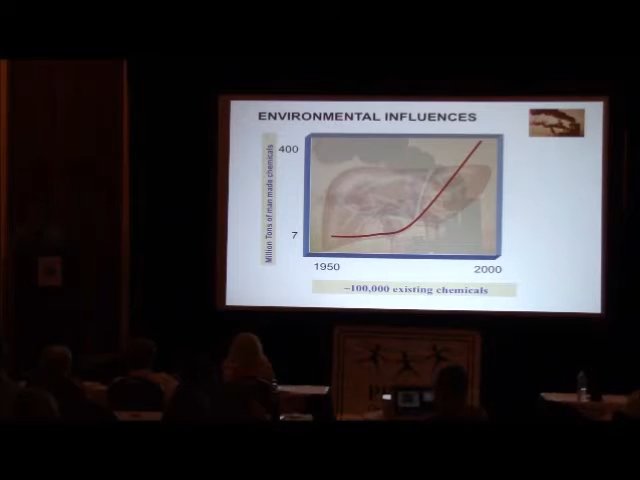 ENVIRONMENTAL INFLUENCES
Million Tons of man made chemicals
400
7
1950
2000
~100,000 existing chemicals